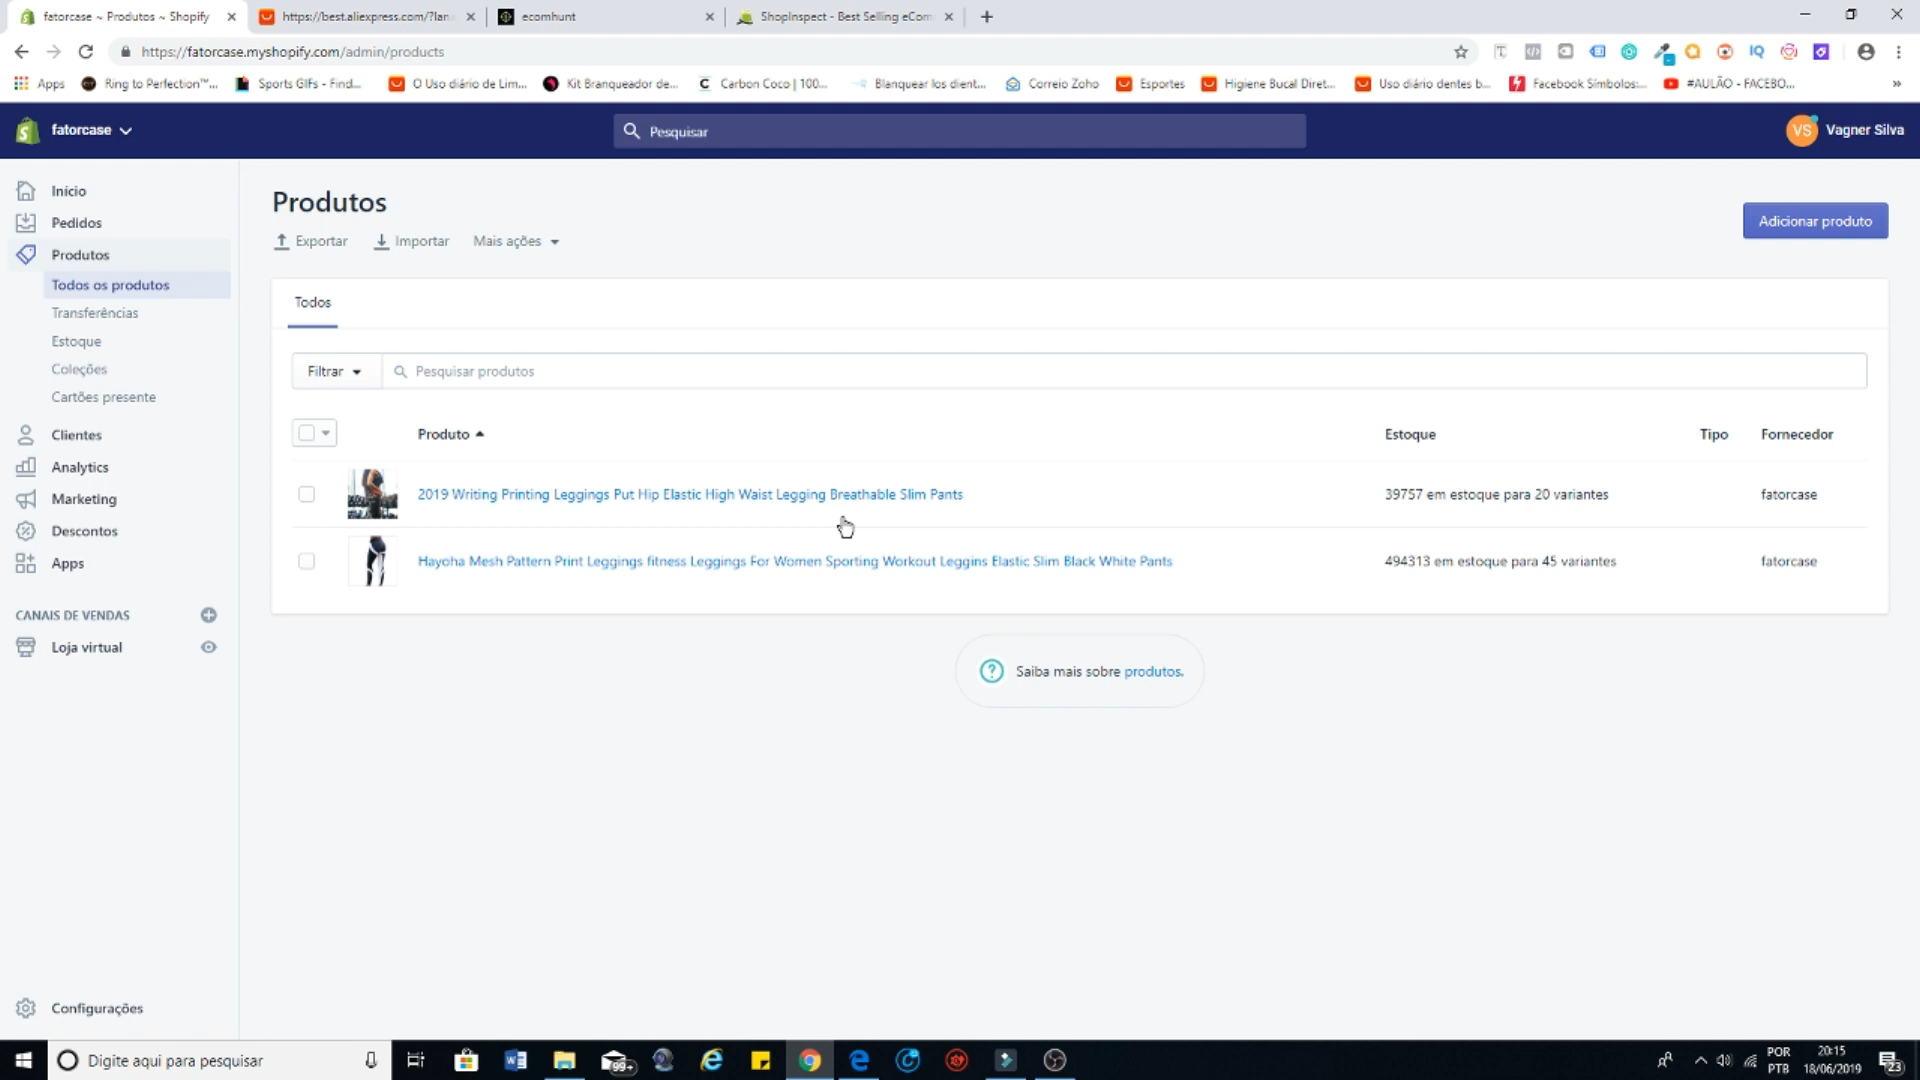 fatorcase ~ Produtos ~ Shopify
https://best.aliexpress.com/?lan
ecomhunt
ShopInspect - Best Selling eCom
https://fatorcase.myshopify.com/admin/products
IQ
Apps
Ring to Perfection™...
Sports GIFs - Find...
O Uso diário de Lim...
Kit Branqueador de...
Carbon Coco | 100...
Blanquear los dient...
Correio Zoho
Esportes
Higiene Bucal Diret...
Uso diário dentes b...
Facebook Símbolos:...
#AULÃO - FACEBO...
»
fatorcase
Pesquisar
VS
Vagner Silva
Início
Pedidos
Produtos
Todos os produtos
Transferências
Estoque
Coleções
Cartões presente
Clientes
Analytics
Marketing
Descontos
Apps
CANAIS DE VENDAS
Loja virtual
Configurações
Produtos
Exportar
Importar
Mais ações
Adicionar produto
Todos
Filtrar
Pesquisar produtos
Produto
Estoque
Tipo
Fornecedor
2019 Writing Printing Leggings Put Hip Elastic High Waist Legging Breathable Slim Pants
39757 em estoque para 20 variantes
fatorcase
Hayoha Mesh Pattern Print Leggings fitness Leggings For Women Sporting Workout Leggins Elastic Slim Black White Pants
494313 em estoque para 45 variantes
fatorcase
Saiba mais sobre produtos.
Digite aqui para pesquisar
99+
POR
PTB
20:15
18/06/2019
23